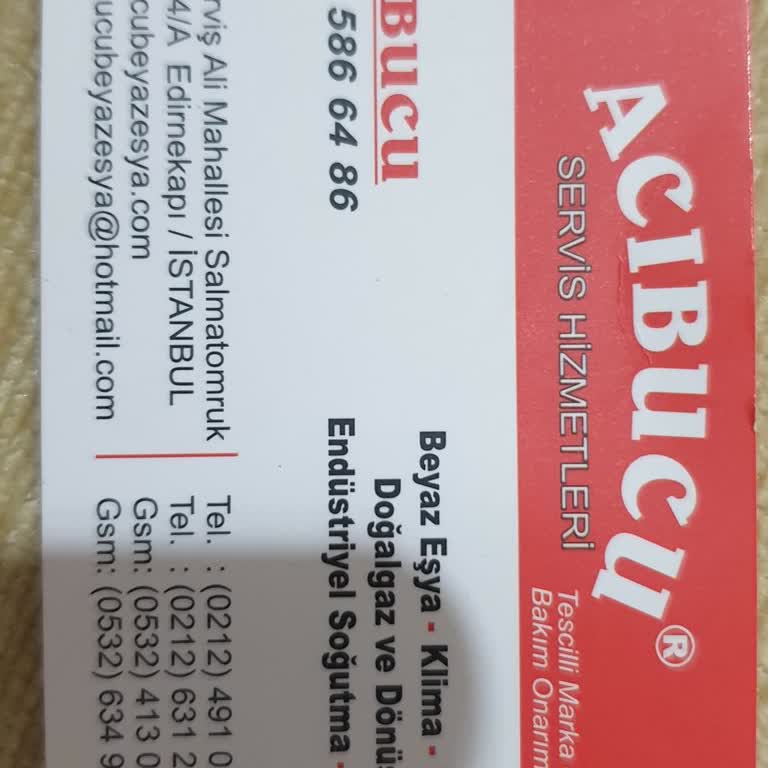 ACIBUCU®
SERVİS HİZMETLERİ
Tescilli Marka
Bakım Onarım
BUCU
586 64 86
Beyaz Eşya - Klima -
Doğalgaz ve Dönüş
Endüstriyel Soğutma -
rviş Ali Mahallesi Salmatomruk
4/A Edirnekapı / İSTANBUL
cubeyazesya.com
ucubeyazesya@hotmail.com
Tel. : (0212) 491 0
Tel. : (0212) 631 2
Gsm: (0532) 413 0
Gsm: (0532) 634 9